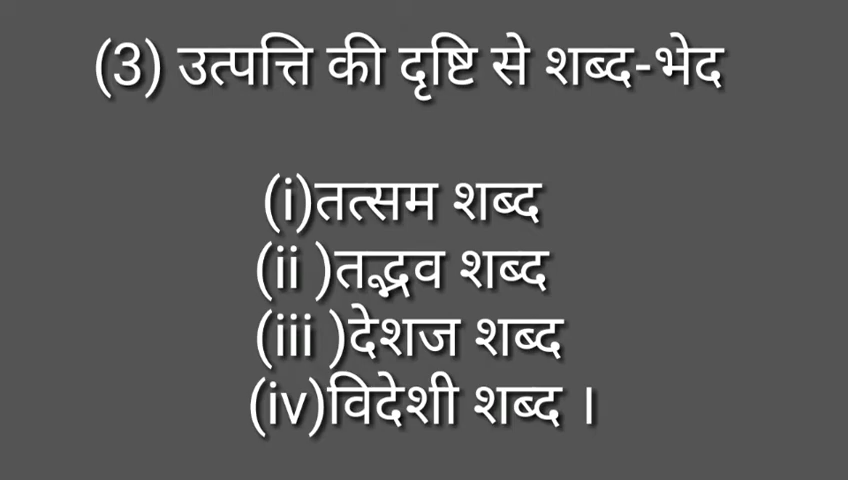 (3) उत्पत्ति की दृष्टि से शब्द-भेद
(i)तत्सम शब्द
(ii )तद्भव शब्द
(iii )देशज शब्द
(iv)विदेशी शब्द ।